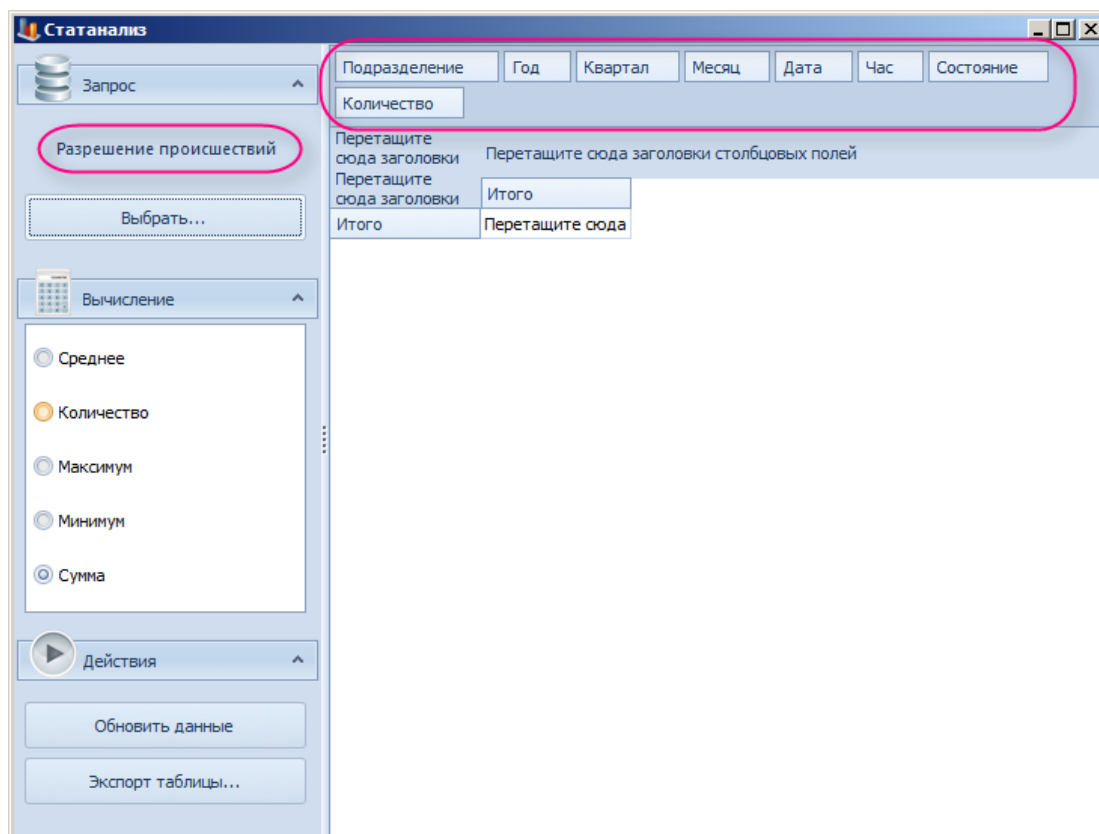 Статанализ
Запрос
Разрешение происшествий
Выбрать...
Вычисление
Среднее
Количество
Максимум
Минимум
Сумма
Действия
Обновить данные
Экспорт таблицы...
Подразделение Год Квартал Месяц Дата Час Состояние
Количество
Перетащите
сюда заголовки
Перетащите сюда заголовки столбцовых полей
Перетащите
сюда заголовки
Итого
Итого Перетащите сюда